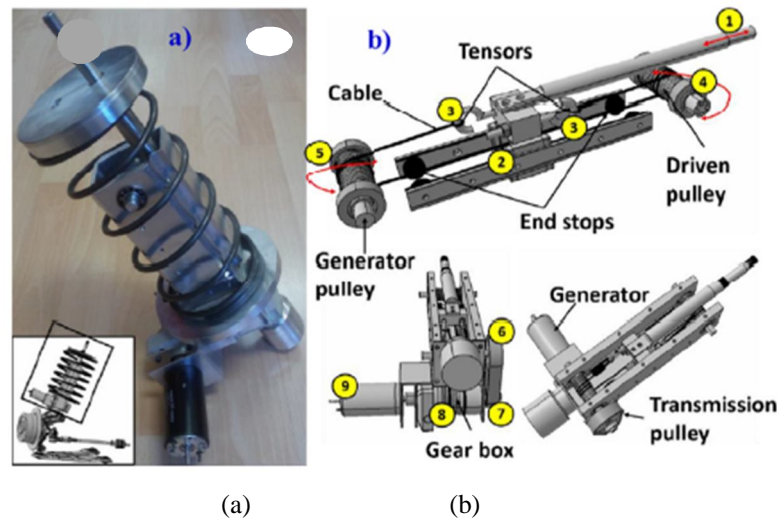 a)
b)
1
Tensors
4
Cable
3
3
5
2
Driven
pulley
End stops
Generator
pulley
Generator
6
9
8
7
Transmission
pulley
Gear box
(a)
(b)